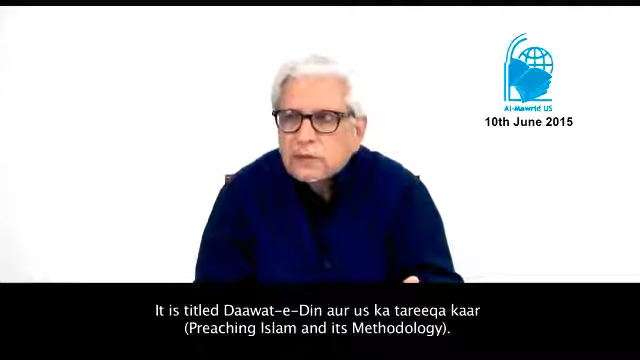 Al-Mawrid US
10th June 2015
It is titled Daawat-e-Din aur us ka tareeqa kaar
(Preaching Islam and its Methodology).